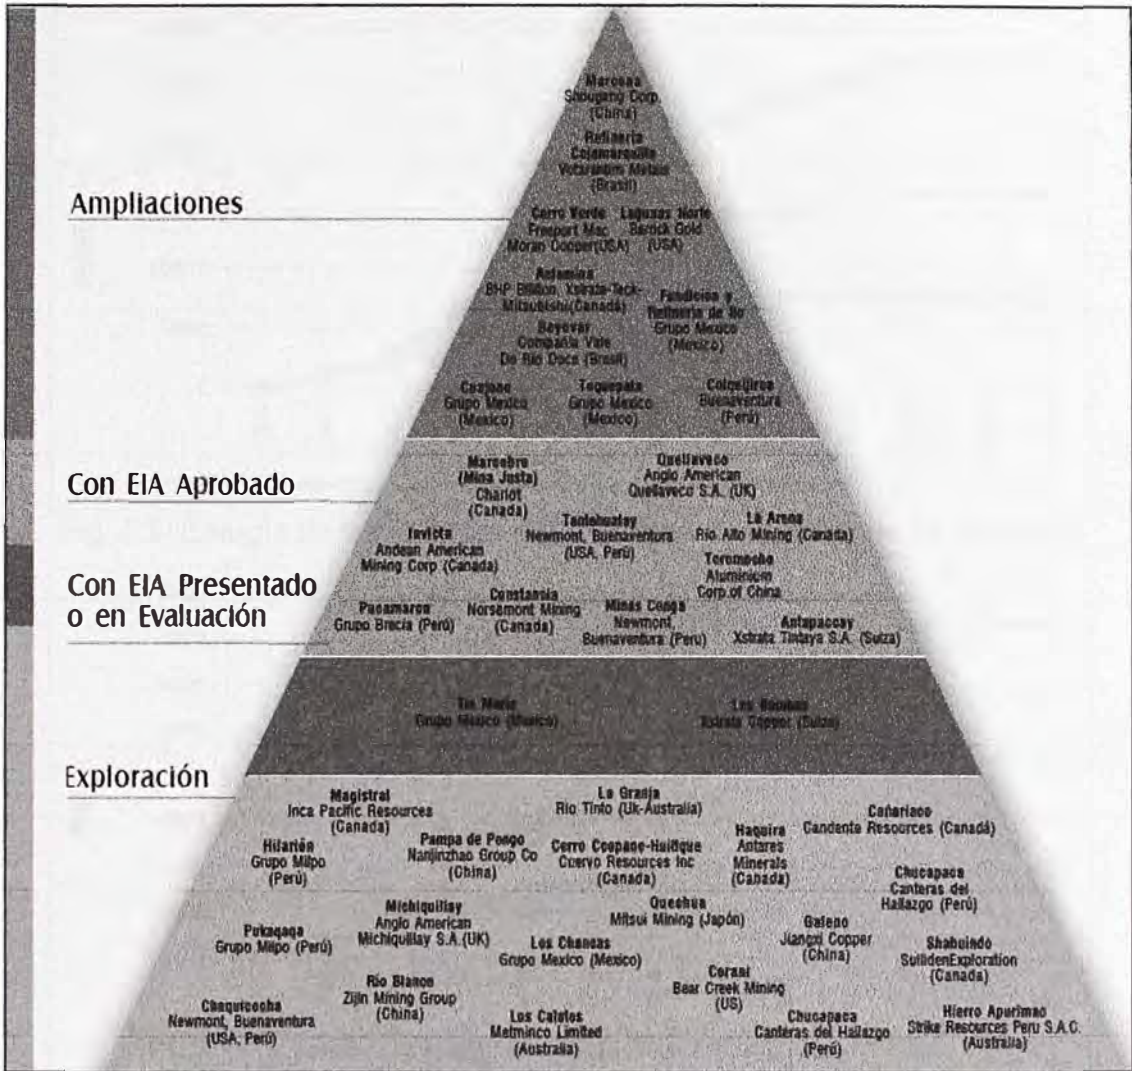 Marcona
Shougang Corp.
(China)
Refinería
Cajamarquilla
Votorantim Metais
(Brasil)
Ampliaciones
Cerro Verde
Freeport Mac
Moran Cooper(USA)
Lagunas Norte
Barrick Gold
(USA)
Antamina
BHP Billiton, Xstrata-Teck-
Mitsubishi(Canadá)
Fundicion y
Refinería de Ilo
Grupo Mexico
(Mexico)
Bayovar
Compañía Vale
Do Rio Doce (Brasil)
Cuajone
Grupo Mexico
(Mexico)
Toquepala
Grupo Mexico
(Mexico)
Colquijirca
Buenaventura
(Perú)
Con EIA Aprobado
Marcobre
(Mina Justa)
Chariot
(Canada)
Quellaveco
Anglo American
Quellaveco S.A. (UK)
Invicta
Andean American
Mining Corp (Canada)
Tantahuatay
Newmont, Buenaventura
(USA, Perú)
La Arena
Rio Alto Mining (Canada)
Toromocho
Aluminium
Corp.of China
Con EIA Presentado
o en Evaluación
Pucamarca
Grupo Brecia (Perú)
Constancia
Norsemont Mining
(Canada)
Minas Conga
Newmont,
Buenaventura (Peru)
Antapaccay
Xstrata Tintaya S.A. (Suiza)
Tia Maria
Grupo Mexico (Mexico)
Las Bambas
Xstrata Copper (Suiza)
Exploración
Magistral
Inca Pacific Resources
(Canada)
La Granja
Rio Tinto (Uk-Australia)
Cañariaco
Candente Resources (Canadá)
Hilarión
Grupo Milpo
(Perú)
Pampa de Pongo
Nanjinzhao Group Co
(China)
Cerro Ccopane-Huidque
Cuervo Resources Inc
(Canada)
Haquira
Antares
Minerals
(Canada)
Chucapaca
Canteras del
Hallazgo (Perú)
Pukaqaqa
Grupo Milpo (Perú)
Michiquillay
Anglo American
Michiquillay S.A.(UK)
Quechua
Mitsui Mining (Japón)
Los Chancas
Grupo Mexico (Mexico)
Galeno
Jiangxi Copper
(China)
Shahuindo
SullidenExploration
(Canada)
Chaquicocha
Newmont, Buenaventura
(USA, Perú)
Río Blanco
Zijin Mining Group
(China)
Los Calatos
Metminco Limited
(Australia)
Corani
Bear Creek Mining
(US)
Chucapaca
Canteras del Hallazgo
(Perú)
Hierro Apurimac
Strike Resources Peru S.A.C.
(Australia)